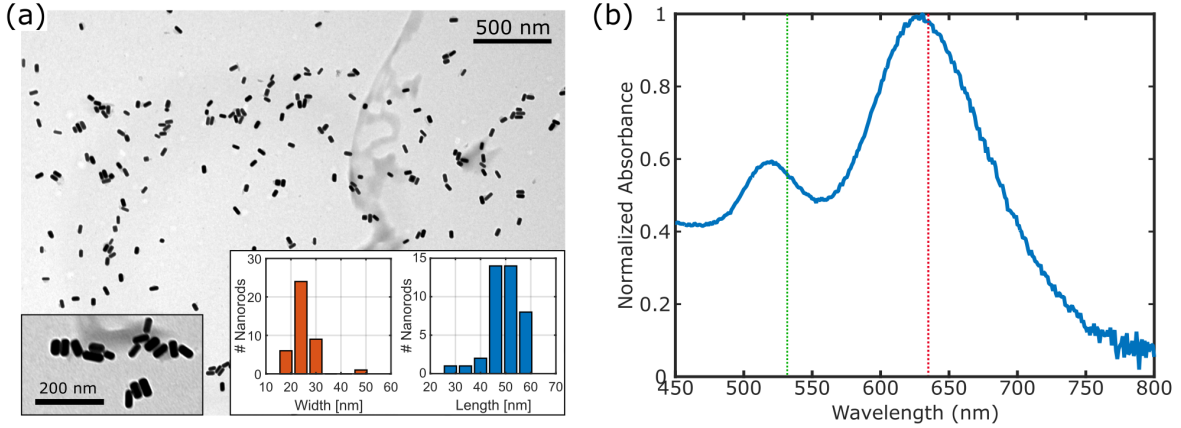 (a)
500 nm
200 nm
# Nanorods
30
20
10
0
10 20 30 40 50 60
Width [nm]
# Nanorods
15
10
5
0
20 30 40 50 60 70
Length [nm]
(b)
Normalized Absorbance
1
0.8
0.6
0.4
0.2
0
450 500 550 600 650 700 750 800
Wavelength (nm)